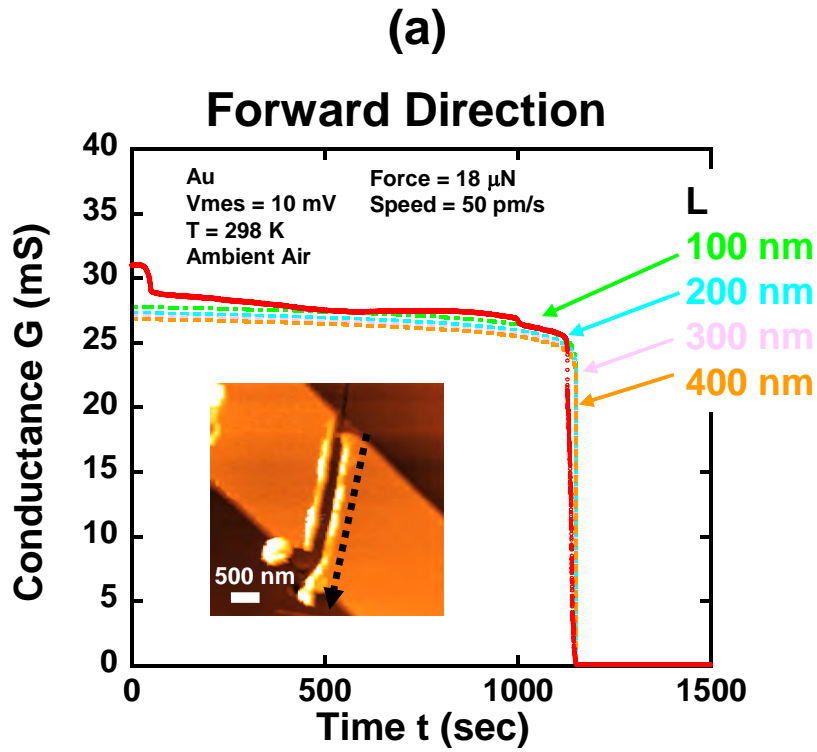 (a)
Forward Direction
Au
Vmes = 10 mV
T = 298 K
Ambient Air
Force = 18 μN
Speed = 50 pm/s
L
100 nm
200 nm
300 nm
400 nm
500 nm
Conductance G (mS)
40
35
30
25
20
15
10
5
0
0 500 1000 1500
Time t (sec)